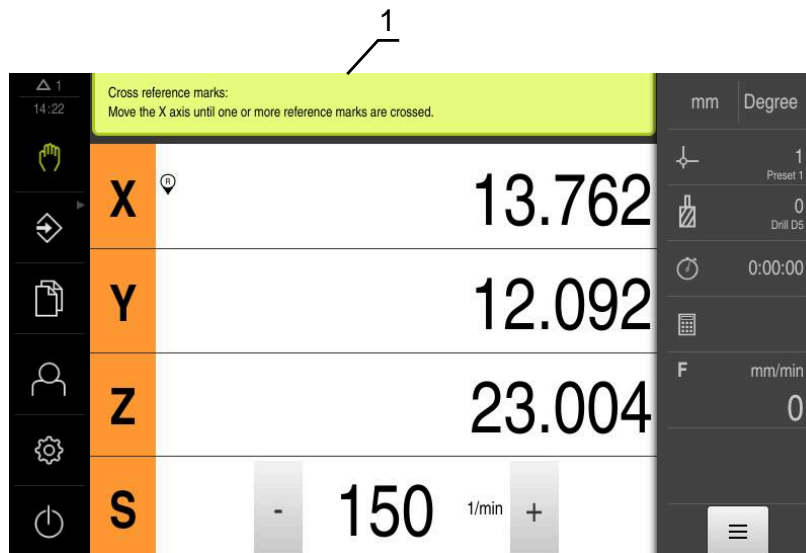 1
1
14:22
Cross reference marks:
Move the X axis until one or more reference marks are crossed.
mm Degree
X R 13.762
1
Preset 1
0
Drill D5
Y 12.092
0:00:00
Z 23.004
F mm/min
0
S - 150 1/min +